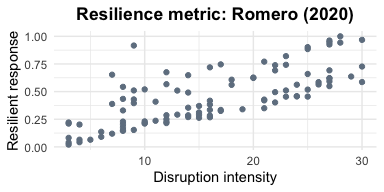 Resilience metric: Romero (2020)
1.00
0.75
0.50
0.25
0.00
Resilient response
10
20
30
Disruption intensity